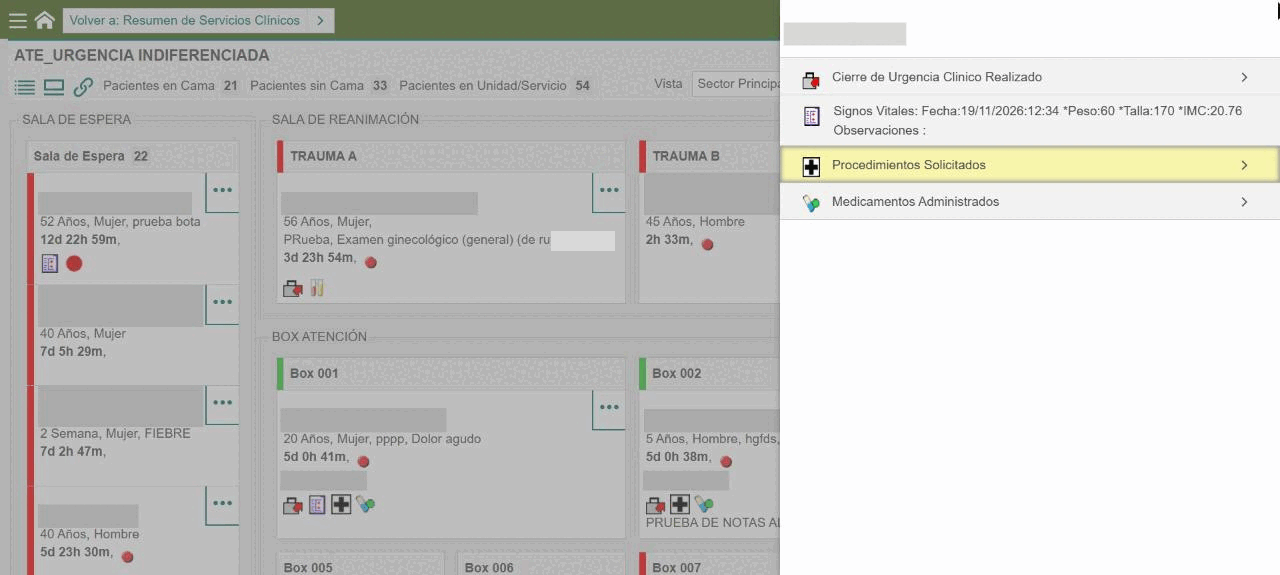 Volver a: Resumen de Servicios Clínicos
ATE_URGENCIA INDIFERENCIADA
Pacientes en Cama 21 Pacientes sin Cama 33 Pacientes en Unidad/Servicio 54 Vista Sector Principa
SALA DE ESPERA
Sala de Espera 22
52 Años, Mujer, prueba bota
12d 22h 59m,
40 Años, Mujer
7d 5h 29m,
2 Semana, Mujer, FIEBRE
7d 2h 47m,
40 Años, Hombre
5d 23h 30m,
SALA DE REANIMACIÓN
TRAUMA A
56 Años, Mujer,
PRueba, Examen ginecológico (general) (de ru
3d 23h 54m,
TRAUMA B
45 Años, Hombre
2h 33m,
BOX ATENCIÓN
Box 001
20 Años, Mujer, pppp, Dolor agudo
5d 0h 41m,
Box 002
5 Años, Hombre, hgfds,
5d 0h 38m,
PRUEBA DE NOTAS AD
Box 005
Box 006
Box 007
Cierre de Urgencia Clinico Realizado
Signos Vitales: Fecha:19/11/2026:12:34 *Peso:60 *Talla:170 *IMC:20.76
Observaciones :
Procedimientos Solicitados
Medicamentos Administrados